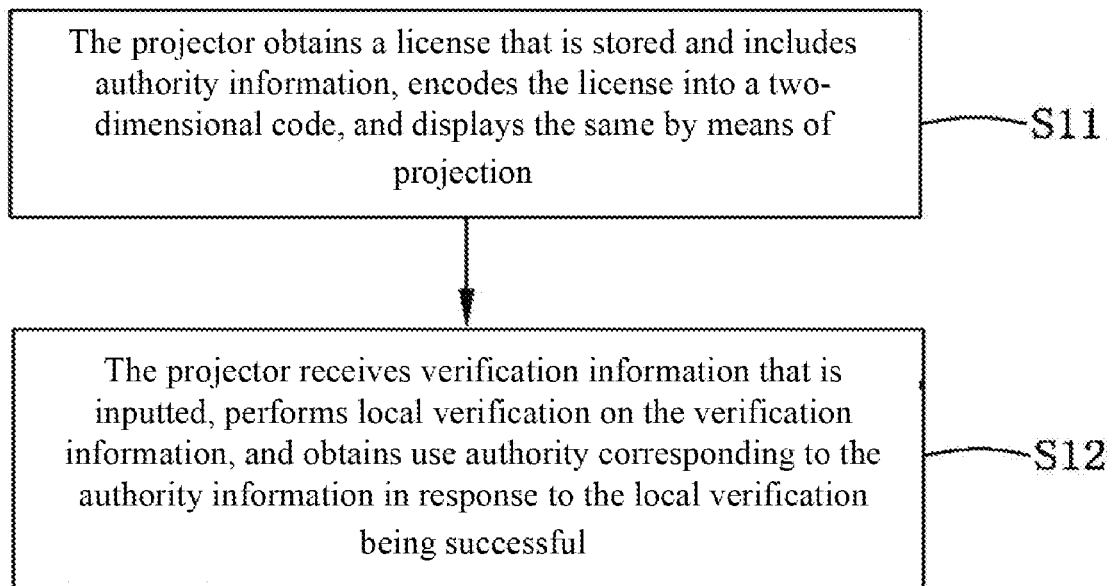 The projector obtains a license that is stored and includes
authority information, encodes the license into a two-
dimensional code, and displays the same by means of
projection
S11
The projector receives verification information that is
inputted, performs local verification on the verification
information, and obtains use authority corresponding to the
authority information in response to the local verification
being successful
S12